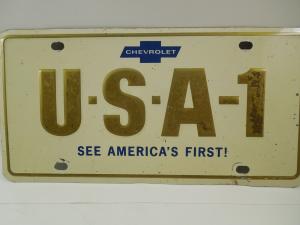 CHEVROLET
U·S·A-1
SEE AMERICA'S FIRST!